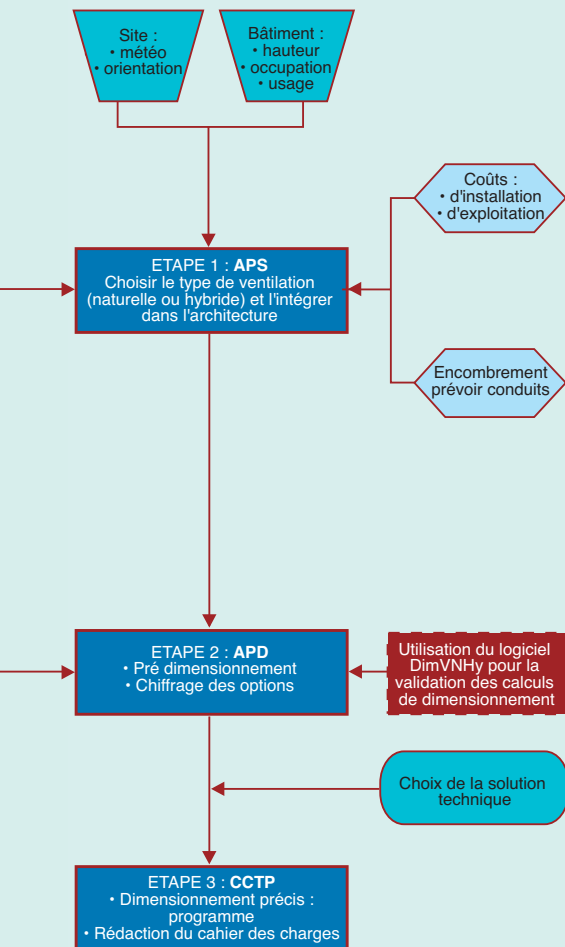 Site :
• météo
• orientation
Bâtiment :
• hauteur
• occupation
• usage
Coûts :
• d'installation
• d'exploitation
ETAPE 1 : APS
Choisir le type de ventilation
(naturelle ou hybride) et l'intégrer
dans l'architecture
Encombrement
prévoir conduits
ETAPE 2 : APD
• Pré dimensionnement
• Chiffrage des options
Utilisation du logiciel
DimVNHy pour la
validation des calculs
de dimensionnement
Choix de la solution
technique
ETAPE 3 : CCTP
• Dimensionnement précis :
programme
• Rédaction du cahier des charges